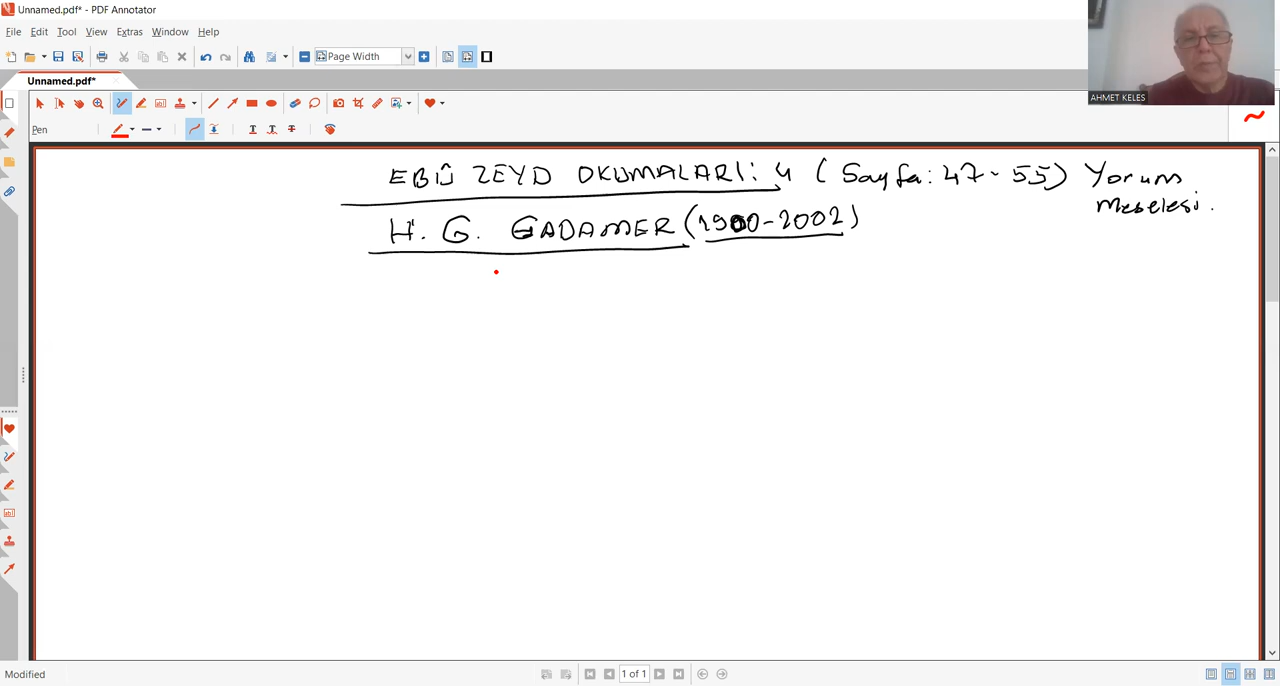 Unnamed.pdf* - PDF Annotator
File Edit Tool View Extras Window Help
Page Width
Unnamed.pdf*
Pen
AHMET KELES
EBÛ ZEYD OKUMALARI: 4 (Sayfa: 47-55) Yorum
Meselesi.
H. G. GADAMER (1900-2002)
Modified
1 of 1